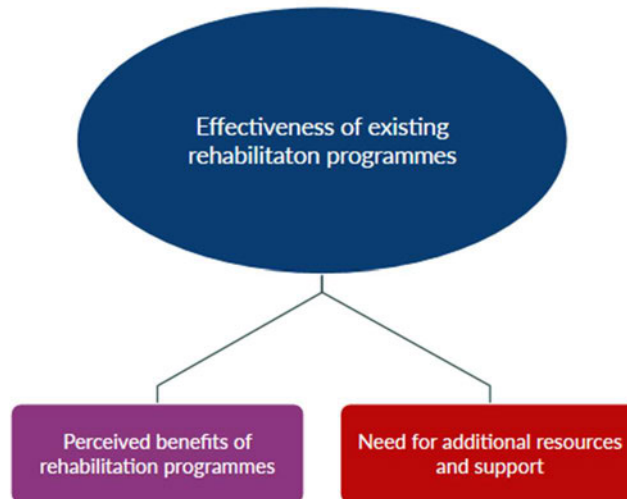 Effectiveness of existing
rehabilitaton programmes
Perceived benefits of
rehabilitation programmes
Need for additional resources
and support